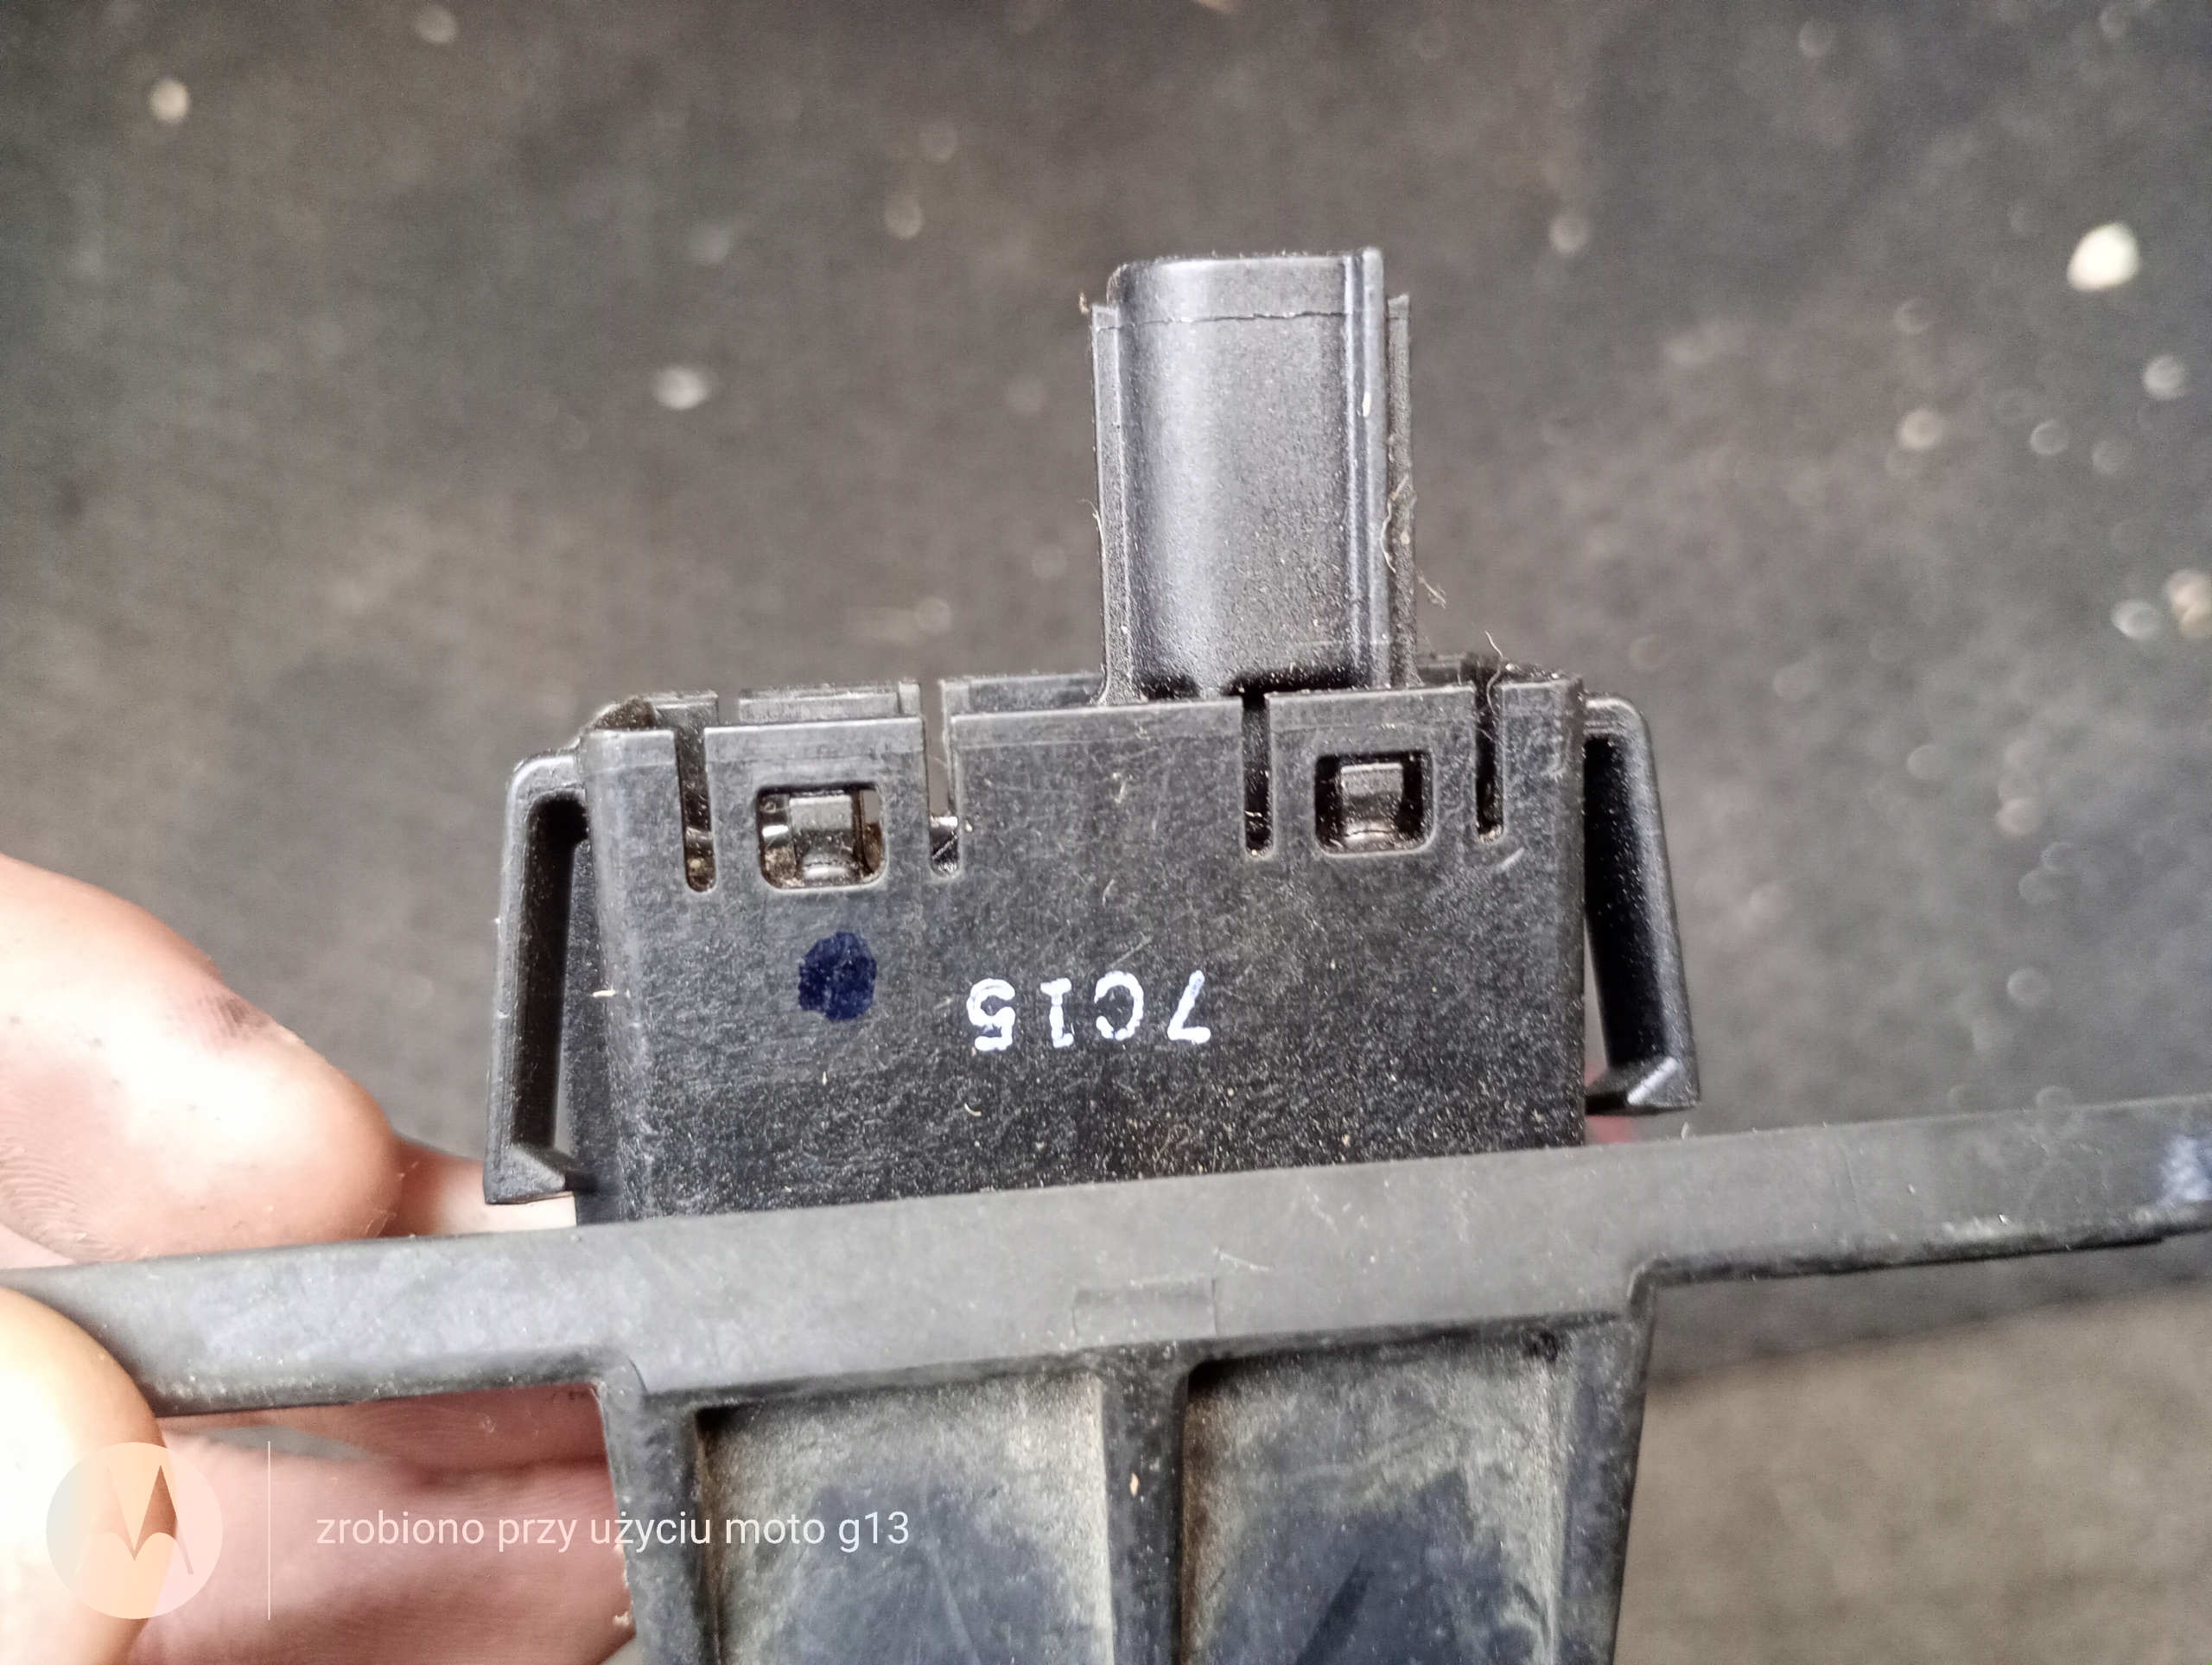 7C15
zrobiono przy użyciu moto g13